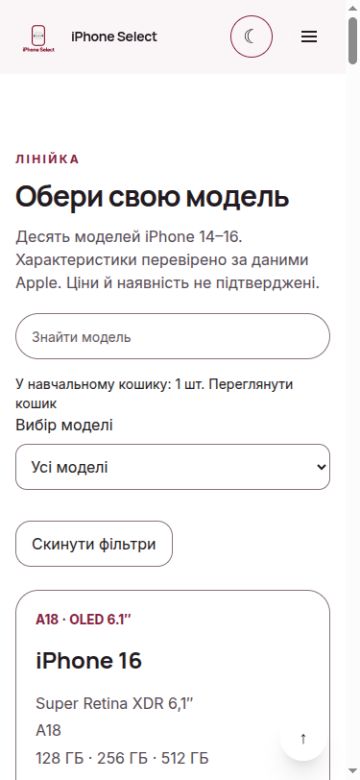 iPhone Select
iPhone Select
ЛІНІЙКА
Обери свою модель
Десять моделей iPhone 14–16.
Характеристики перевірено за даними
Apple. Ціни й наявність не підтверджені.
Знайти модель
У навчальному кошику: 1 шт. Переглянути
кошик
Вибір моделі
Усі моделі
Скинути фільтри
A18 · OLED 6.1″
iPhone 16
Super Retina XDR 6,1″
A18
128 ГБ · 256 ГБ · 512 ГБ
↑